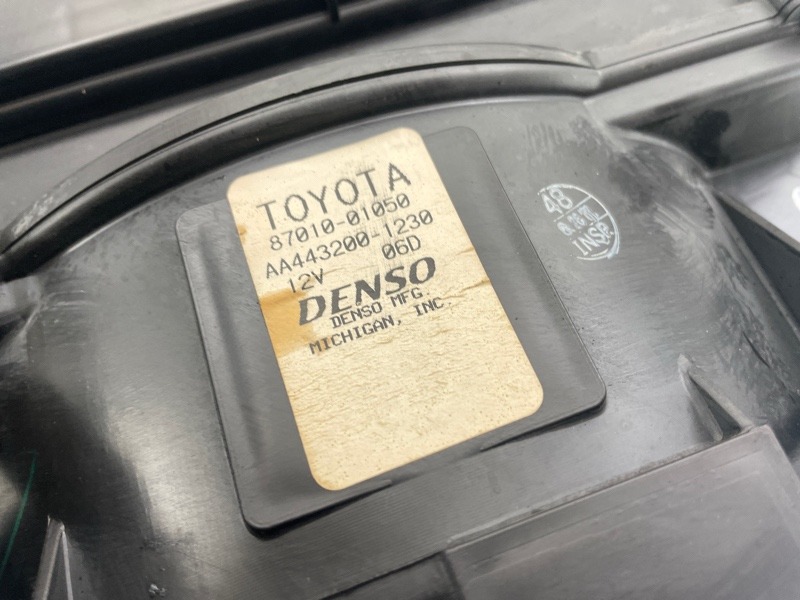 TOYOTA
87010-01050
AA443200-1230
12V 06D
DENSO
DENSO MFG.
MICHIGAN, INC.
48
INSP